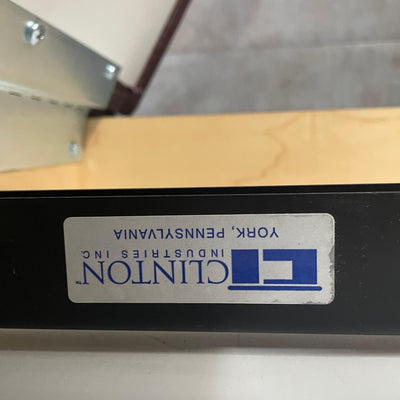 CLINTON™
INDUSTRIES INC.
YORK, PENNSYLVANIA